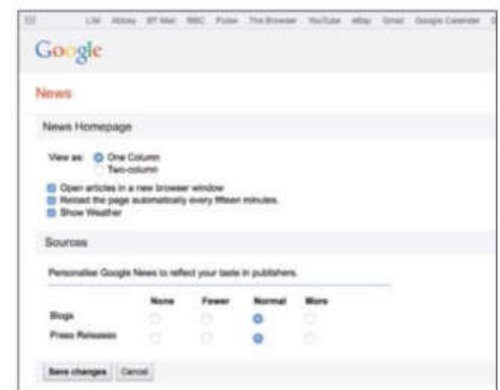 LIM Abbey BT Mail BBC Pulse The Browser YouTube eBay Gmail Google Calendar
Google
News
News Homepage
View as: One Column
Two-column
Open articles in a new browser window
Reload the page automatically every fifteen minutes.
Show Weather
Sources
Personalise Google News to reflect your taste in publishers.
None Fewer Normal More
Blogs
Press Releases
Save changes Cancel